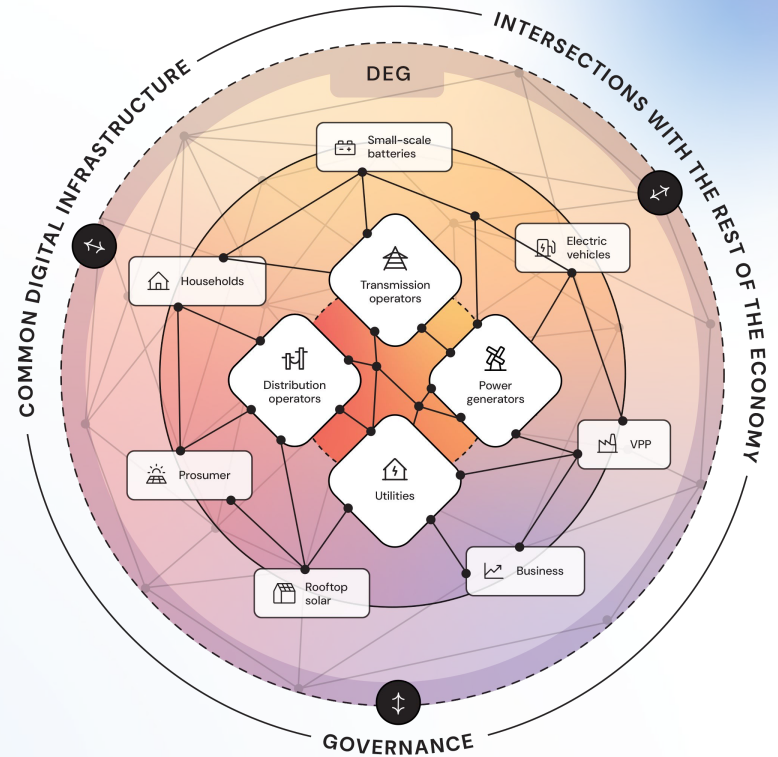 INTERSECTIONS WITH THE REST OF THE ECONOMY
COMMON DIGITAL INFRASTRUCTURE
DEG
Small-scale
batteries
Electric
vehicles
Households
Transmission
operators
Distribution
operators
Power
generators
VPP
Prosumer
Utilities
Business
Rooftop
solar
GOVERNANCE